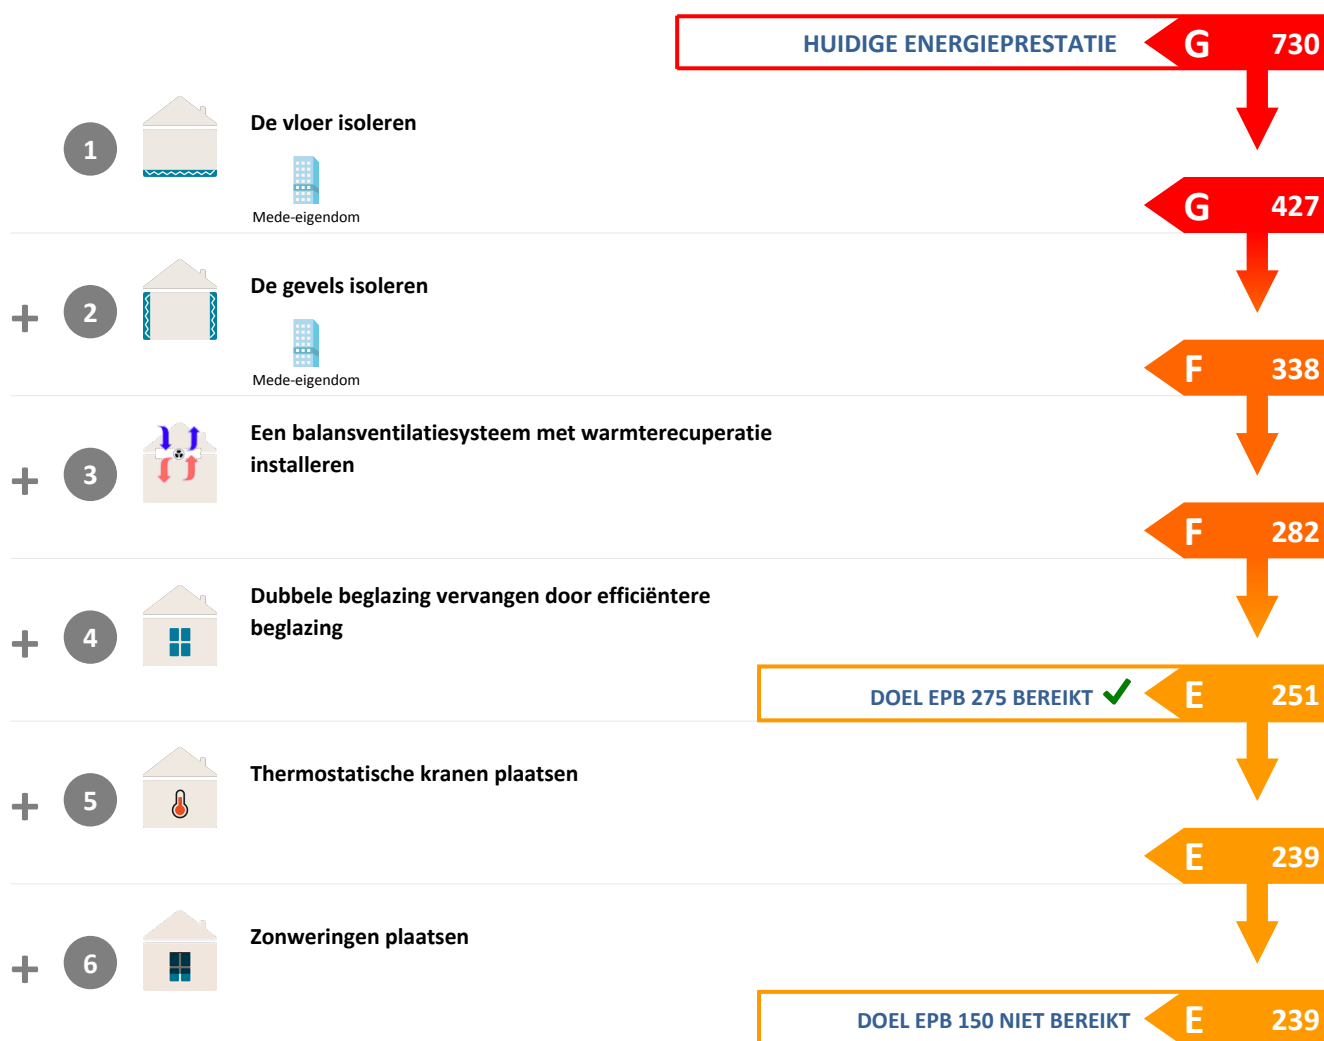 HUIDIGE ENERGIEPRESTATIE G 730
1 De vloer isoleren
Mede-eigendom
G 427
+ 2 De gevels isoleren
Mede-eigendom
F 338
+ 3 Een balansventilatiesysteem met warmterecuperatie
installeren
F 282
+ 4 Dubbele beglazing vervangen door efficiëntere
beglazing
DOEL EPB 275 BEREIKT ✔ E 251
+ 5 Thermostatische kranen plaatsen
E 239
+ 6 Zonweringen plaatsen
DOEL EPB 150 NIET BEREIKT E 239